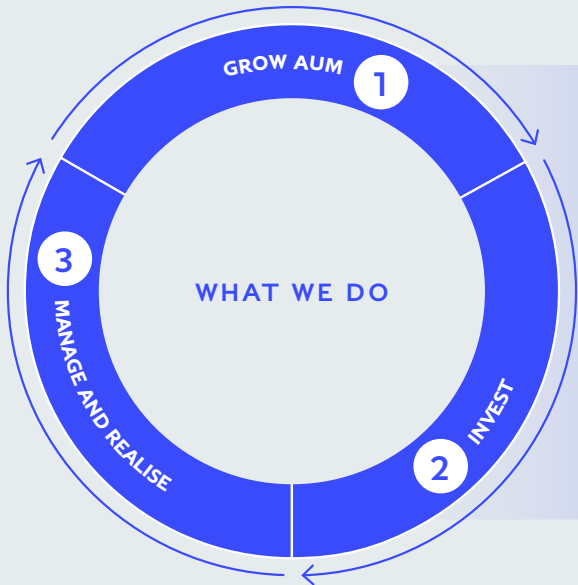 GROW AUM
1
WHAT WE DO
INVEST
2
3
MANAGE AND REALISE